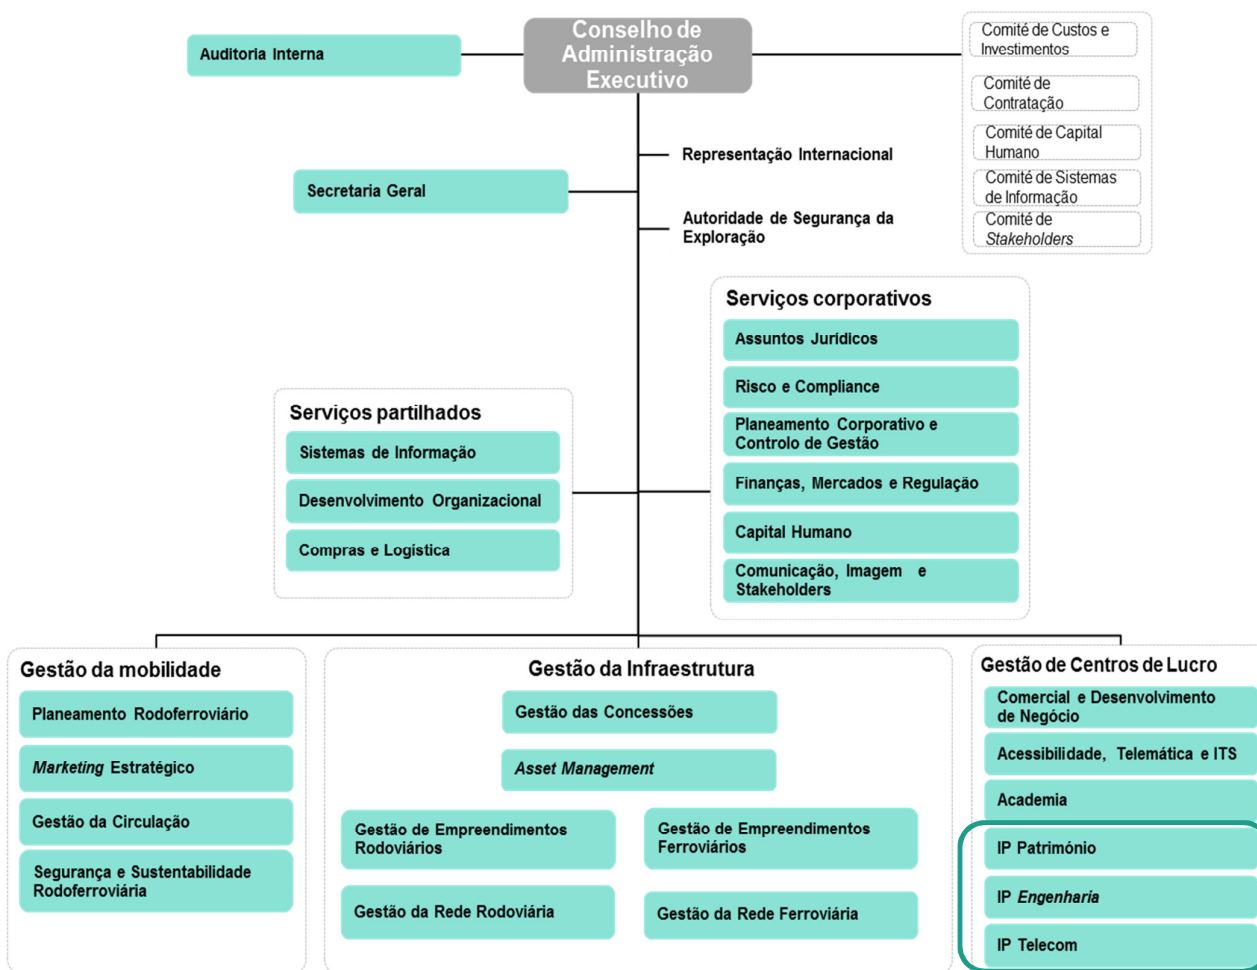 Conselho de
Administração
Executivo
Auditoria Interna
Comité de Custos e
Investimentos
Comité de
Contratação
Comité de Capital
Humano
Comité de Sistemas
de Informação
Comité de
Stakeholders
Representação Internacional
Secretaria Geral
Autoridade de Segurança da
Exploração
Serviços corporativos
Assuntos Jurídicos
Risco e Compliance
Planeamento Corporativo e
Controlo de Gestão
Finanças, Mercados e Regulação
Capital Humano
Comunicação, Imagem e
Stakeholders
Serviços partilhados
Sistemas de Informação
Desenvolvimento Organizacional
Compras e Logística
Gestão da mobilidade
Planeamento Rodoferroviário
Marketing Estratégico
Gestão da Circulação
Segurança e Sustentabilidade
Rodoferroviária
Gestão da Infraestrutura
Gestão das Concessões
Asset Management
Gestão de Empreendimentos
Rodoviários
Gestão de Empreendimentos
Ferroviários
Gestão da Rede Rodoviária
Gestão da Rede Ferroviária
Gestão de Centros de Lucro
Comercial e Desenvolvimento
de Negócio
Acessibilidade, Telemática e ITS
Academia
IP Património
IP Engenharia
IP Telecom